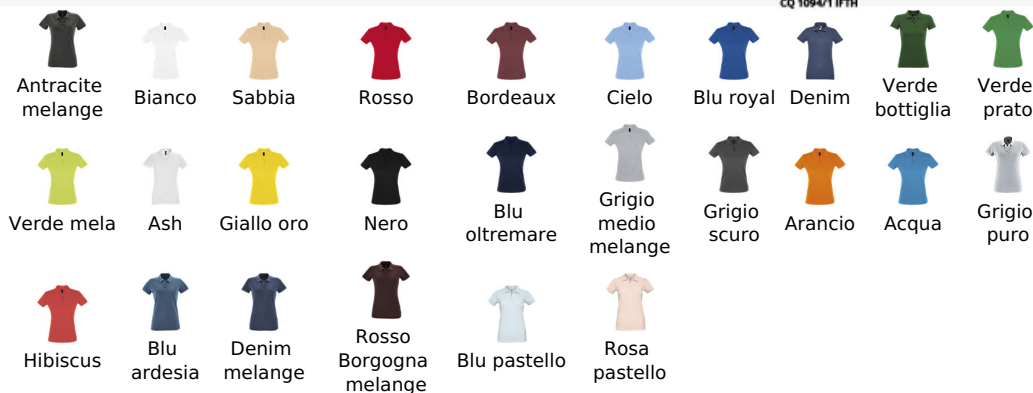 CQ 1094/1 IFTH
Antracite
melange
Bianco
Sabbia
Rosso
Bordeaux
Cielo
Blu royal
Denim
Verde
bottiglia
Verde
prato
Verde mela
Ash
Giallo oro
Nero
Blu
oltremare
Grigio
medio
melange
Grigio
scuro
Arancio
Acqua
Grigio
puro
Hibiscus
Blu
ardesia
Denim
melange
Rosso
Borgogna
melange
Blu pastello
Rosa
pastello